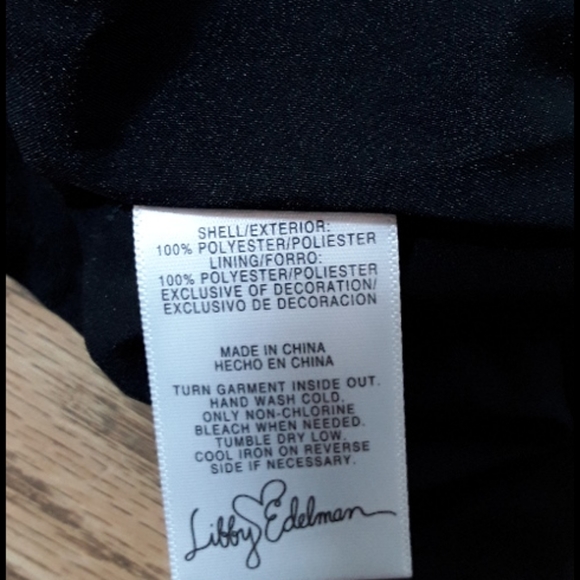 SHELL/EXTERIOR:
100% POLYESTER/POLIESTER
LINING/FORRO:
100% POLYESTER/POLIESTER
EXCLUSIVE OF DECORATION/
EXCLUSIVO DE DECORACION
MADE IN CHINA
HECHO EN CHINA
TURN GARMENT INSIDE OUT.
HAND WASH COLD.
ONLY NON-CHLORINE
BLEACH WHEN NEEDED.
TUMBLE DRY LOW.
COOL IRON ON REVERSE
SIDE IF NECESSARY.
Libby Edelman